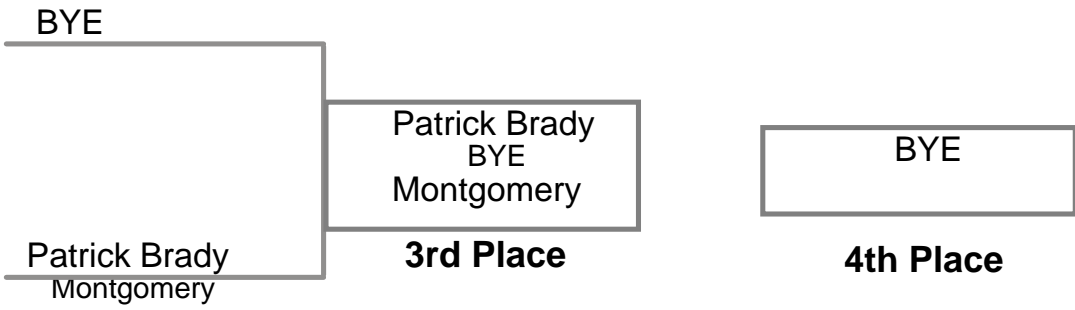 BYE
Patrick Brady
Montgomery
Patrick Brady
BYE
Montgomery
3rd Place
BYE
4th Place